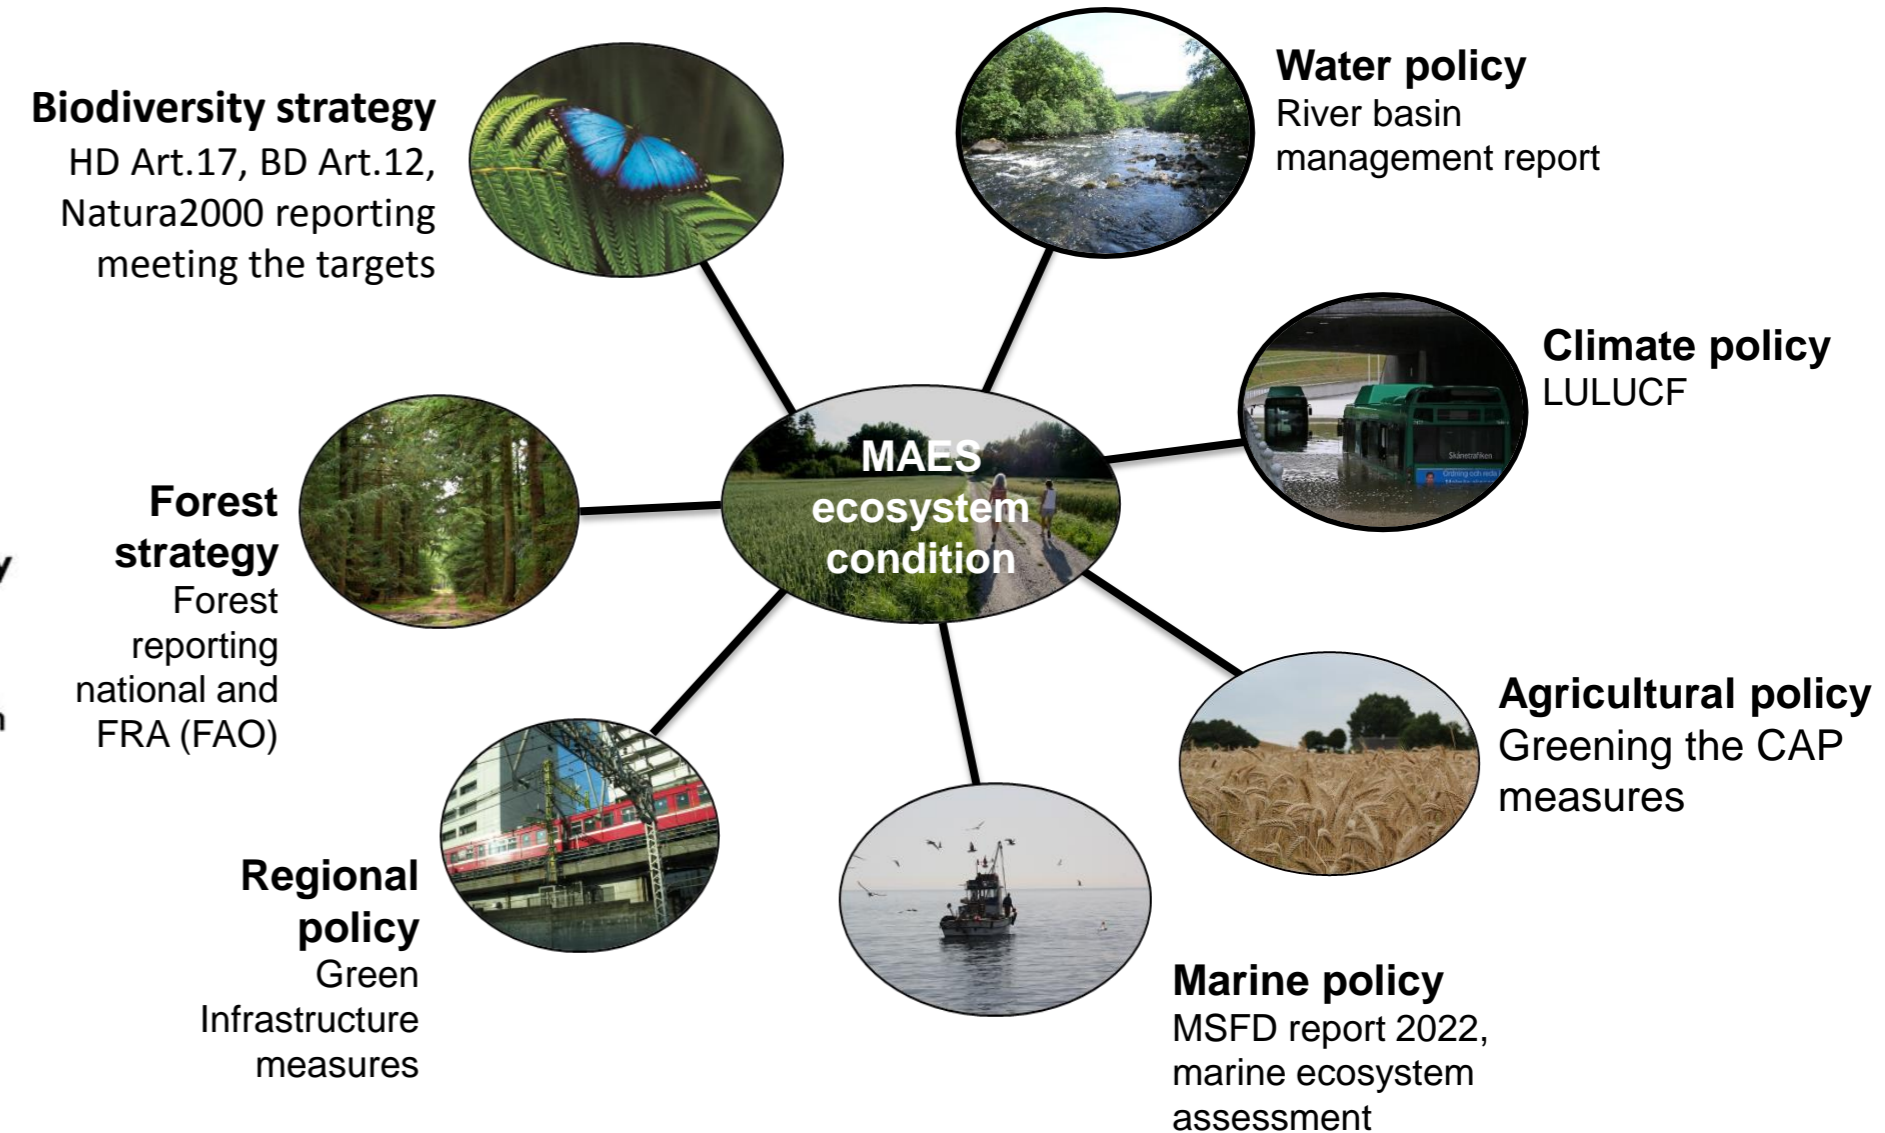 Biodiversity strategy
HD Art.17, BD Art.12,
Natura2000 reporting
meeting the targets
Water policy
River basin
management report
Climate policy
LULUCF
Skånetrafiken
MAES
ecosystem
condition
Forest
strategy
Forest
reporting
national and
FRA (FAO)
Agricultural policy
Greening the CAP
measures
Regional
policy
Green
Infrastructure
measures
Marine policy
MSFD report 2022,
marine ecosystem
assessment